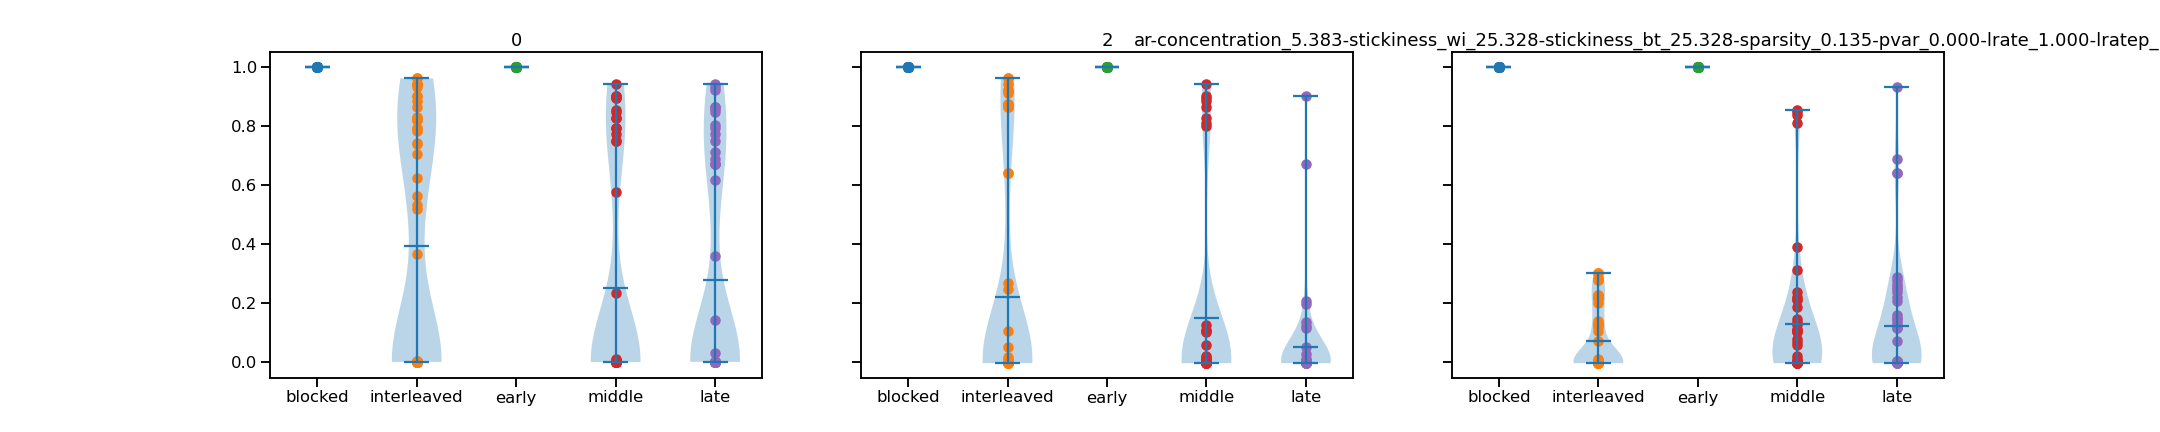 0
2 ar-concentration_5.383-stickiness_wi_25.328-stickiness_bt_25.328-sparsity_0.135-pvar_0.000-lrate_1.000-lratep_
1.0
0.8
0.6
0.4
0.2
0.0
blocked interleaved early middle late
blocked interleaved early middle late
blocked interleaved early middle late